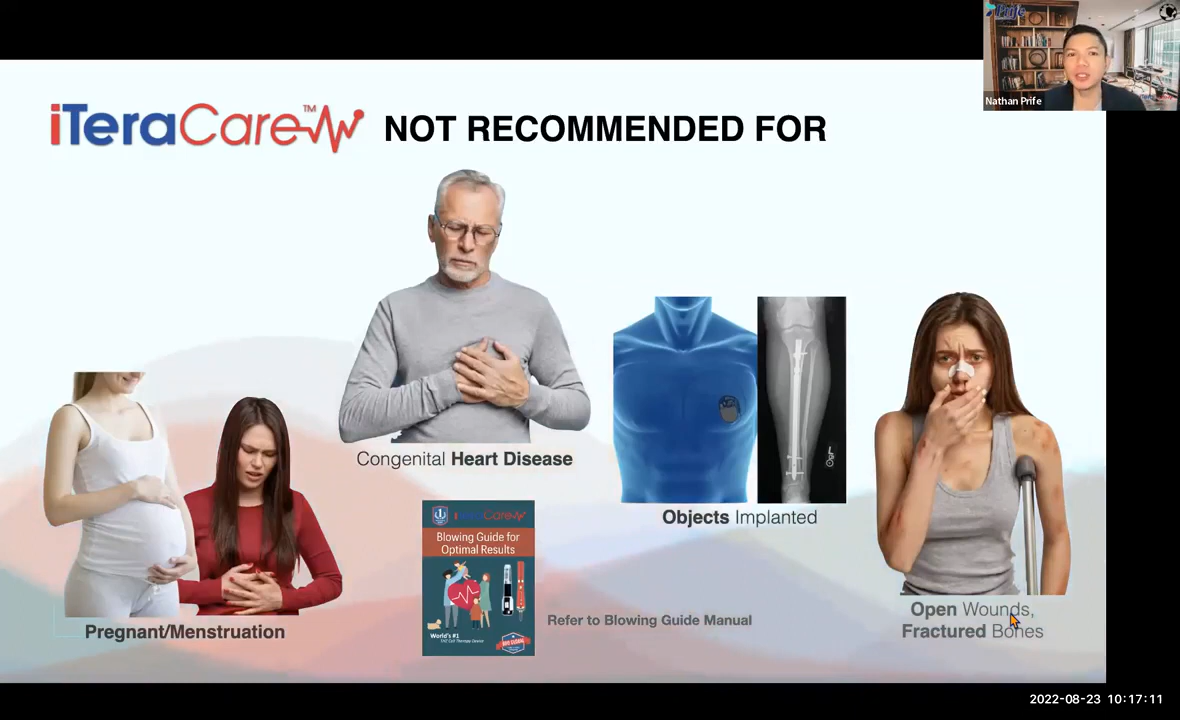 Prife
Nathan Prife
iTeraCare™
NOT RECOMMENDED FOR
Congenital Heart Disease
Objects Implanted
Pregnant/Menstruation
iTeraCare
Blowing Guide for
Optimal Results
World's #1
Refer to Blowing Guide Manual
Open Wounds,
Fractured Bones
2022-08-23 10:17:11